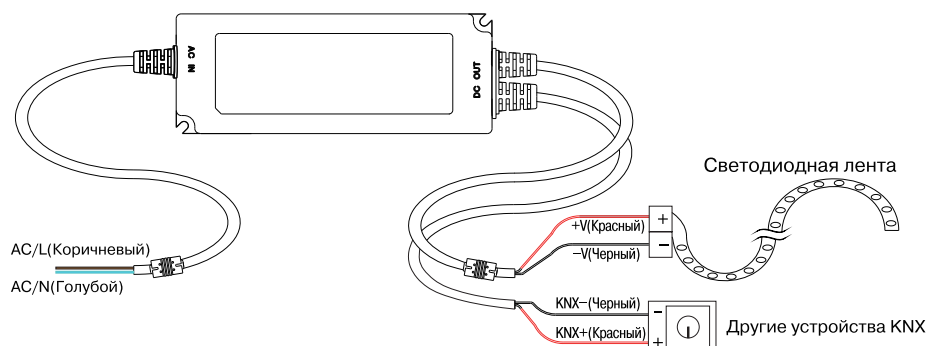 AC IN
DC OUT
Светодиодная лента
+V(Красный)
+
−V(Черный)
−
AC/L(Коричневый)
AC/N(Голубой)
KNX−(Черный)
−
KNX+(Красный)
+
Другие устройства KNX